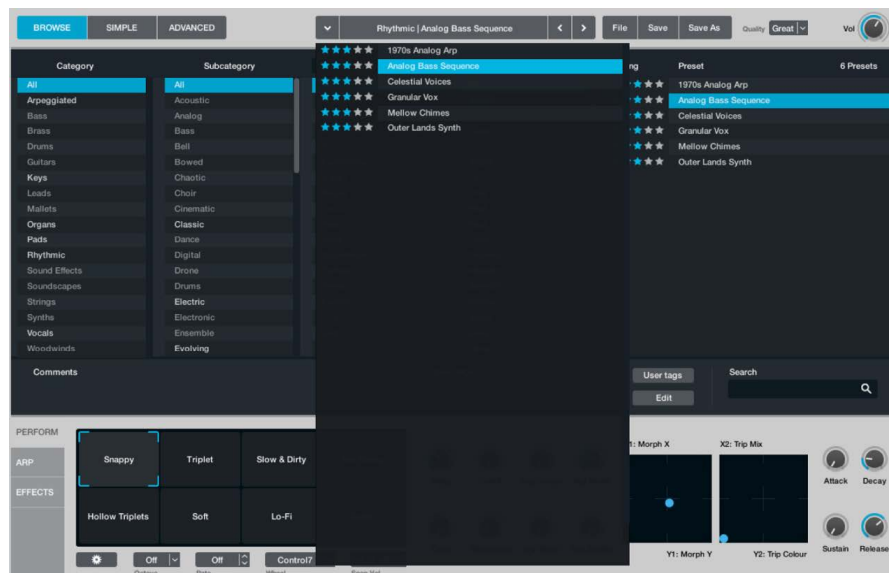 BROWSE SIMPLE ADVANCED Rhythmic | Analog Bass Sequence < > File Save Save As Quality Great Vol
Category Subcategory ng Preset 6 Presets
1970s Analog Arp
Analog Bass Sequence
Celestial Voices
Granular Vox
Mellow Chimes
Outer Lands Synth
All
Arpeggiated
Bass
Brass
Drums
Guitars
Keys
Leads
Mallets
Organs
Pads
Rhythmic
Sound Effects
Soundscapes
Strings
Synths
Vocals
Woodwinds
All
Acoustic
Analog
Bass
Bell
Bowed
Chaotic
Choir
Cinematic
Classic
Dance
Digital
Drone
Drums
Electric
Electronic
Ensemble
Evolving
1970s Analog Arp
Analog Bass Sequence
Celestial Voices
Granular Vox
Mellow Chimes
Outer Lands Synth
Comments User tags Search
Edit
PERFORM
ARP
EFFECTS
Snappy Triplet Slow & Dirty
Hollow Triplets Soft Lo-Fi
Off Off Control7
1: Morph X X2: Trip Mix
Y1: Morph Y Y2: Trip Colour
Attack Decay
Sustain Release